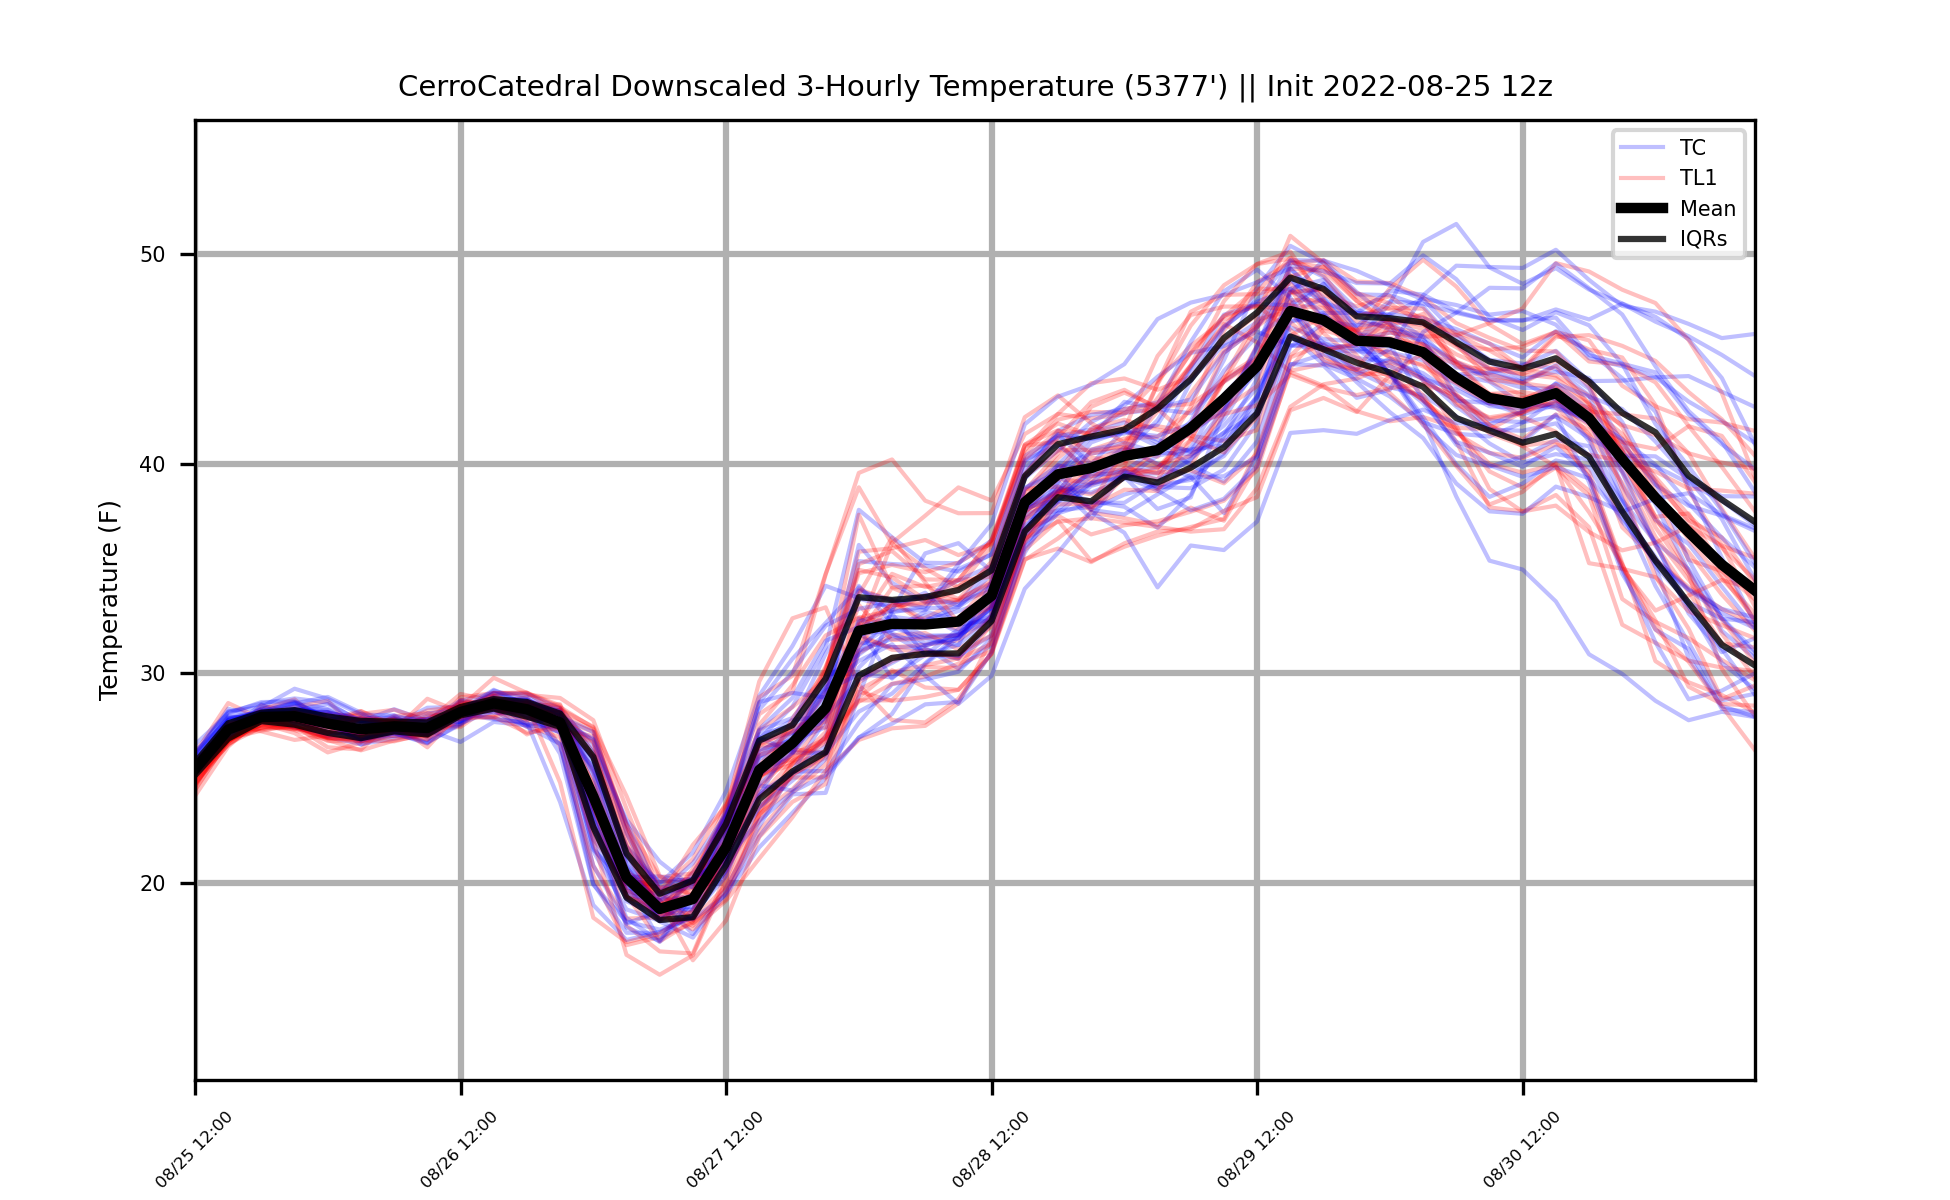 CerroCatedral Downscaled 3-Hourly Temperature (5377') || Init 2022-08-25 12z
TC
TL1
Mean
IQRs
Temperature (F)
50
40
30
20
08/25 12:00
08/26 12:00
08/27 12:00
08/28 12:00
08/29 12:00
08/30 12:00